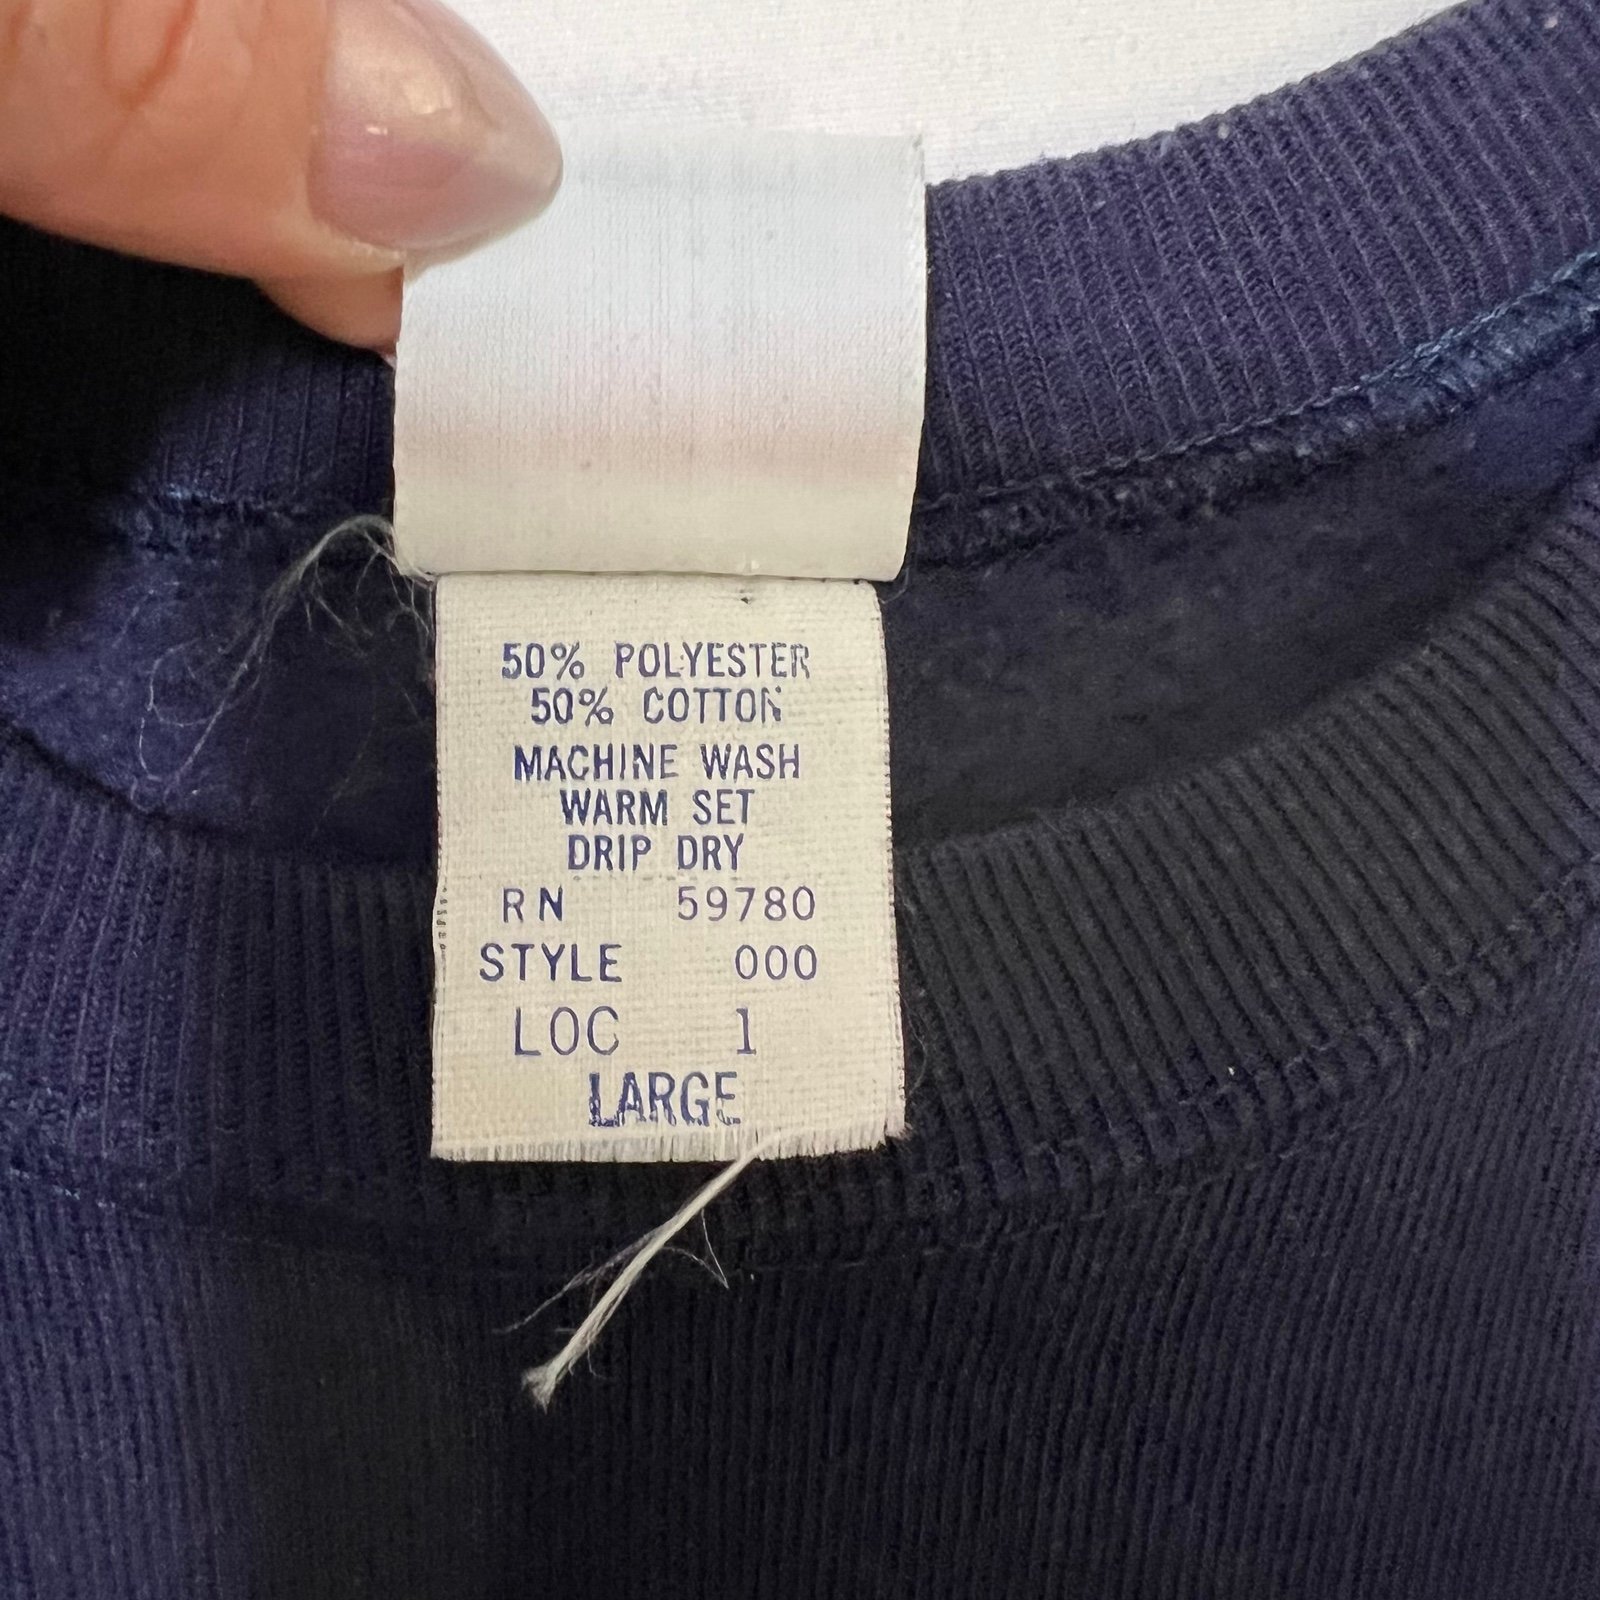 50% POLYESTER
50% COTTON
MACHINE WASH
WARM SET
DRIP DRY
RN 59780
STYLE 000
LOC 1
LARGE